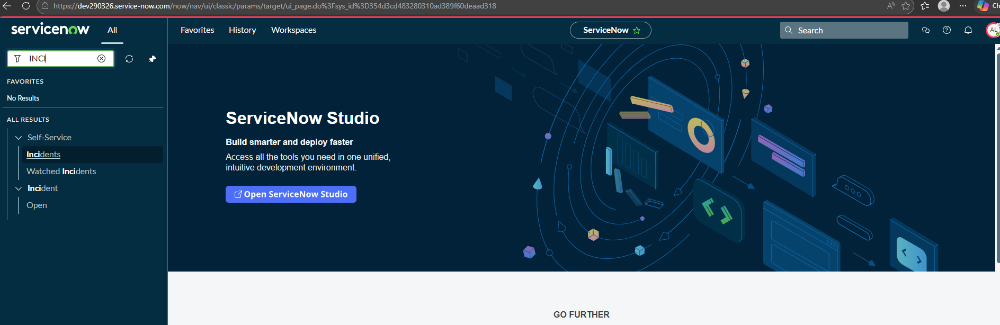 https://dev290326.service-now.com/now/nav/ui/classic/params/target/ui_page.do%3Fsys_id%3D354d3cd483280310ad389f60deaad318
Ch
servicenow
All
Favorites
History
Workspaces
ServiceNow
Search
AL
INCI
FAVORITES
No Results
ALL RESULTS
Self-Service
Incidents
Watched Incidents
Incident
Open
ServiceNow Studio
Build smarter and deploy faster
Access all the tools you need in one unified,
intuitive development environment.
Open ServiceNow Studio
GO FURTHER